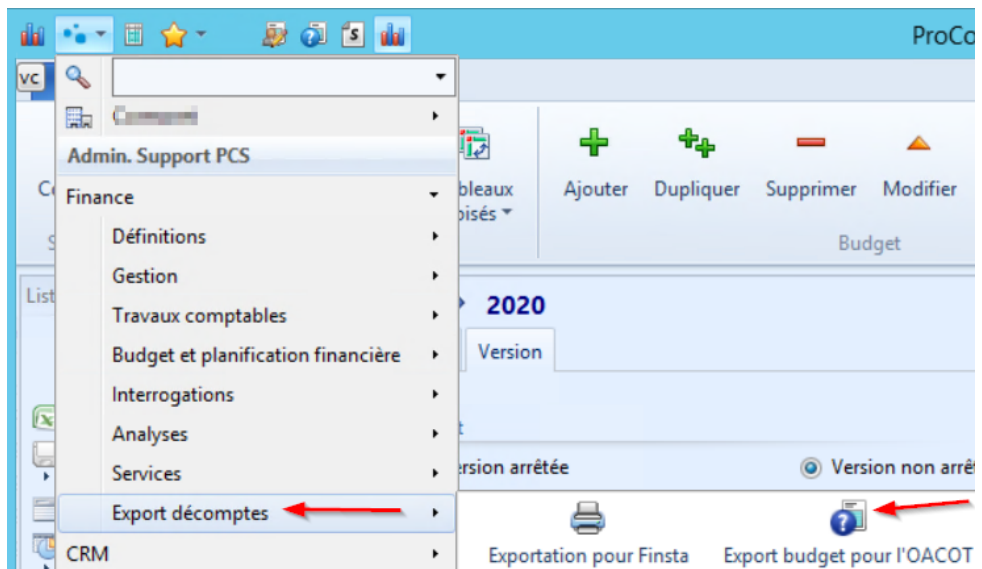 ProCo
vc
Admin. Support PCS
Finance
Définitions
Gestion
Travaux comptables
Budget et planification financière
Interrogations
Analyses
Services
Export décomptes
CRM
C
S
List
bleaux
oisés
Ajouter
Dupliquer
Supprimer
Modifier
Budget
2020
Version
t
ersion arrêtée
Version non arrê
Exportation pour Finsta
Export budget pour l'OACOT